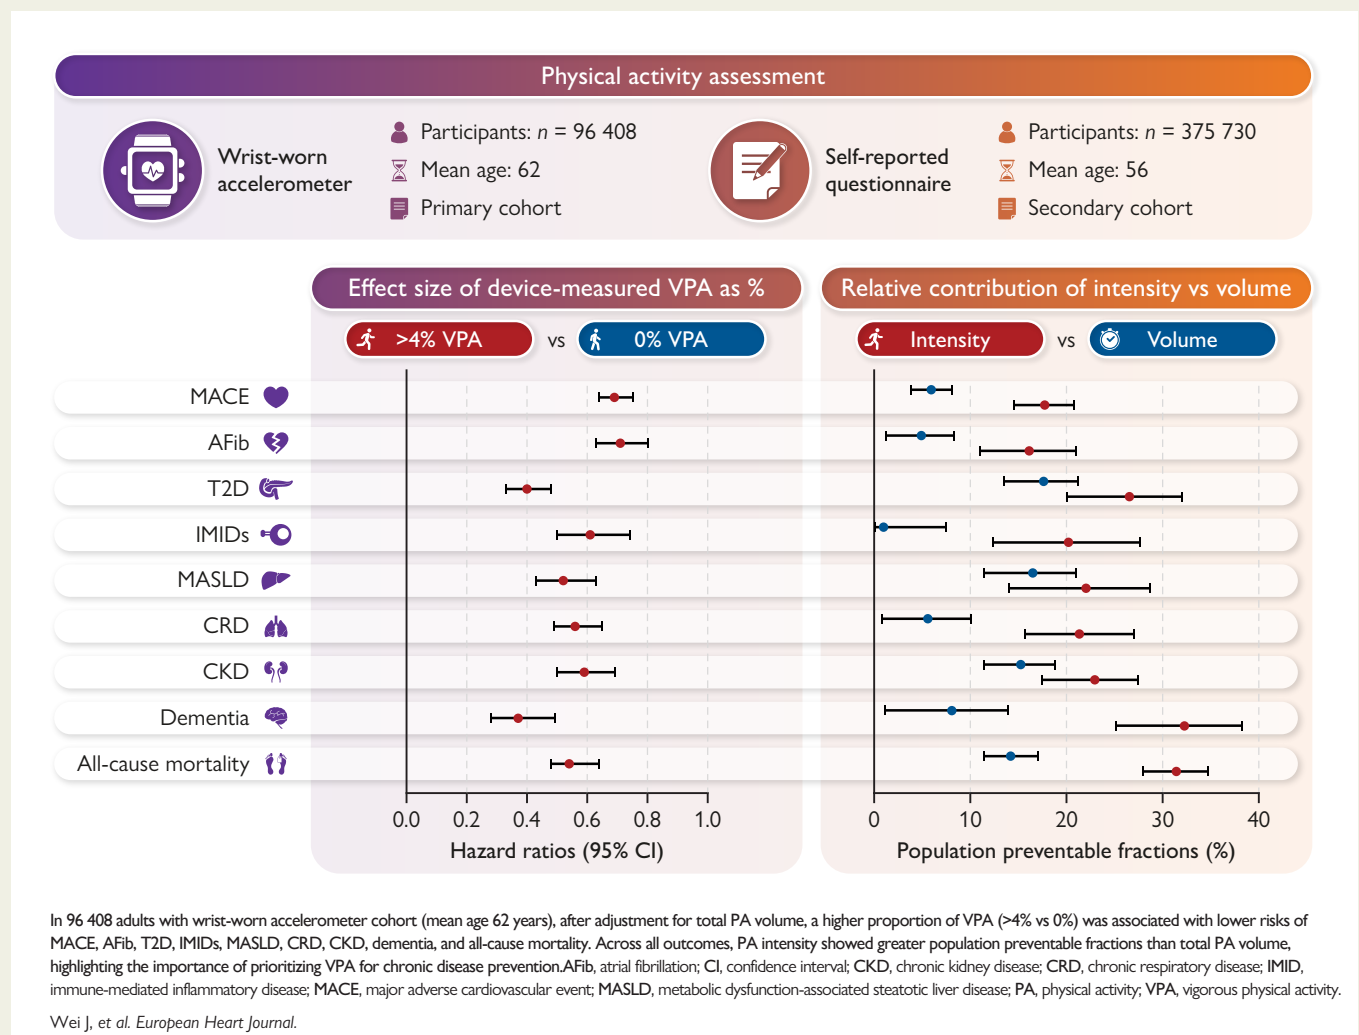 Physical activity assessment
Wrist-worn
accelerometer
Participants: n = 96 408
Mean age: 62
Primary cohort
Self-reported
questionnaire
Participants: n = 375 730
Mean age: 56
Secondary cohort
Effect size of device-measured VPA as %
>4% VPA vs 0% VPA
Relative contribution of intensity vs volume
Intensity vs Volume
MACE
AFib
T2D
IMIDs
MASLD
CRD
CKD
Dementia
All-cause mortality
0.0 0.2 0.4 0.6 0.8 1.0
Hazard ratios (95% CI)
0 10 20 30 40
Population preventable fractions (%)
In 96 408 adults with wrist-worn accelerometer cohort (mean age 62 years), after adjustment for total PA volume, a higher proportion of VPA (>4% vs 0%) was associated with lower risks of
MACE, AFib, T2D, IMIDs, MASLD, CRD, CKD, dementia, and all-cause mortality. Across all outcomes, PA intensity showed greater population preventable fractions than total PA volume,
highlighting the importance of prioritizing VPA for chronic disease prevention.AFib, atrial fibrillation; CI, confidence interval; CKD, chronic kidney disease; CRD, chronic respiratory disease; IMID,
immune-mediated inflammatory disease; MACE, major adverse cardiovascular event; MASLD, metabolic dysfunction-associated steatotic liver disease; PA, physical activity; VPA, vigorous physical activity.
Wei J, et al. European Heart Journal.